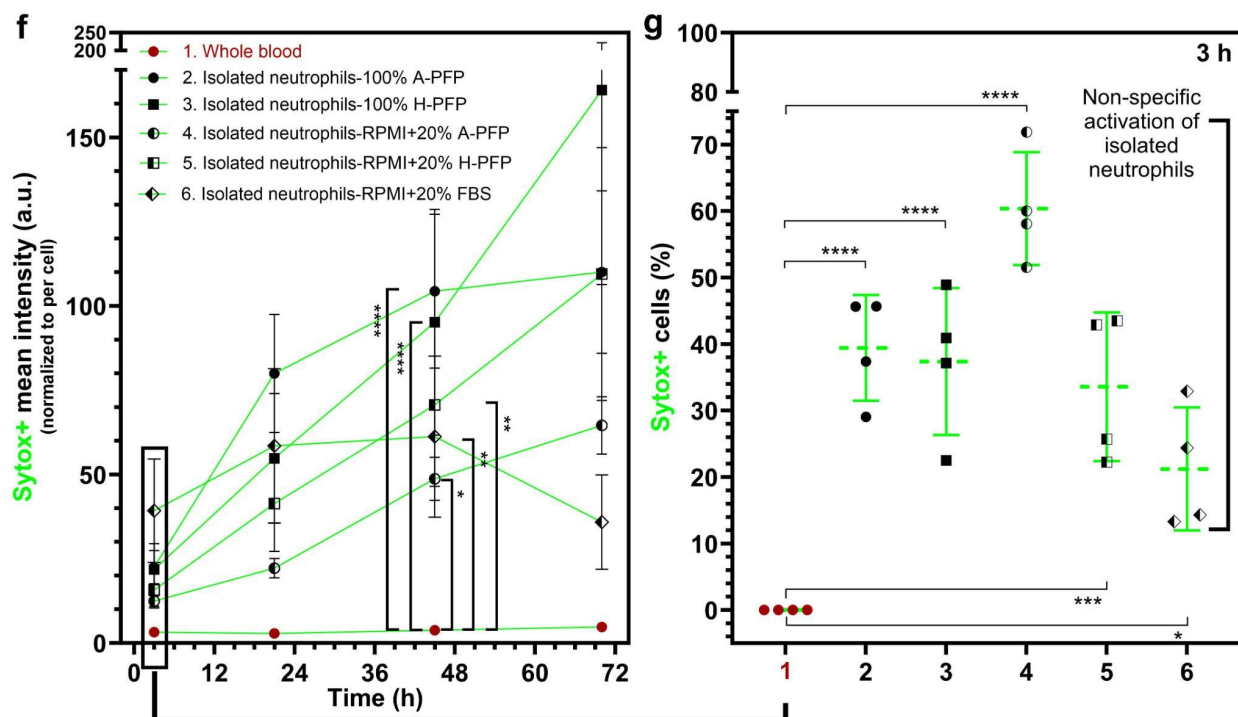 f
250
200
150
100
50
0
Sytox+ mean intensity (a.u.)
(normalized to per cell)
1. Whole blood
2. Isolated neutrophils-100% A-PFP
3. Isolated neutrophils-100% H-PFP
4. Isolated neutrophils-RPMI+20% A-PFP
5. Isolated neutrophils-RPMI+20% H-PFP
6. Isolated neutrophils-RPMI+20% FBS
****
****
**
**
*
0 12 24 36 48 60 72
Time (h)
g
3 h
100
80
70
60
50
40
30
20
10
0
Sytox+ cells (%)
****
****
****
***
*
Non-specific
activation of
isolated
neutrophils
1 2 3 4 5 6